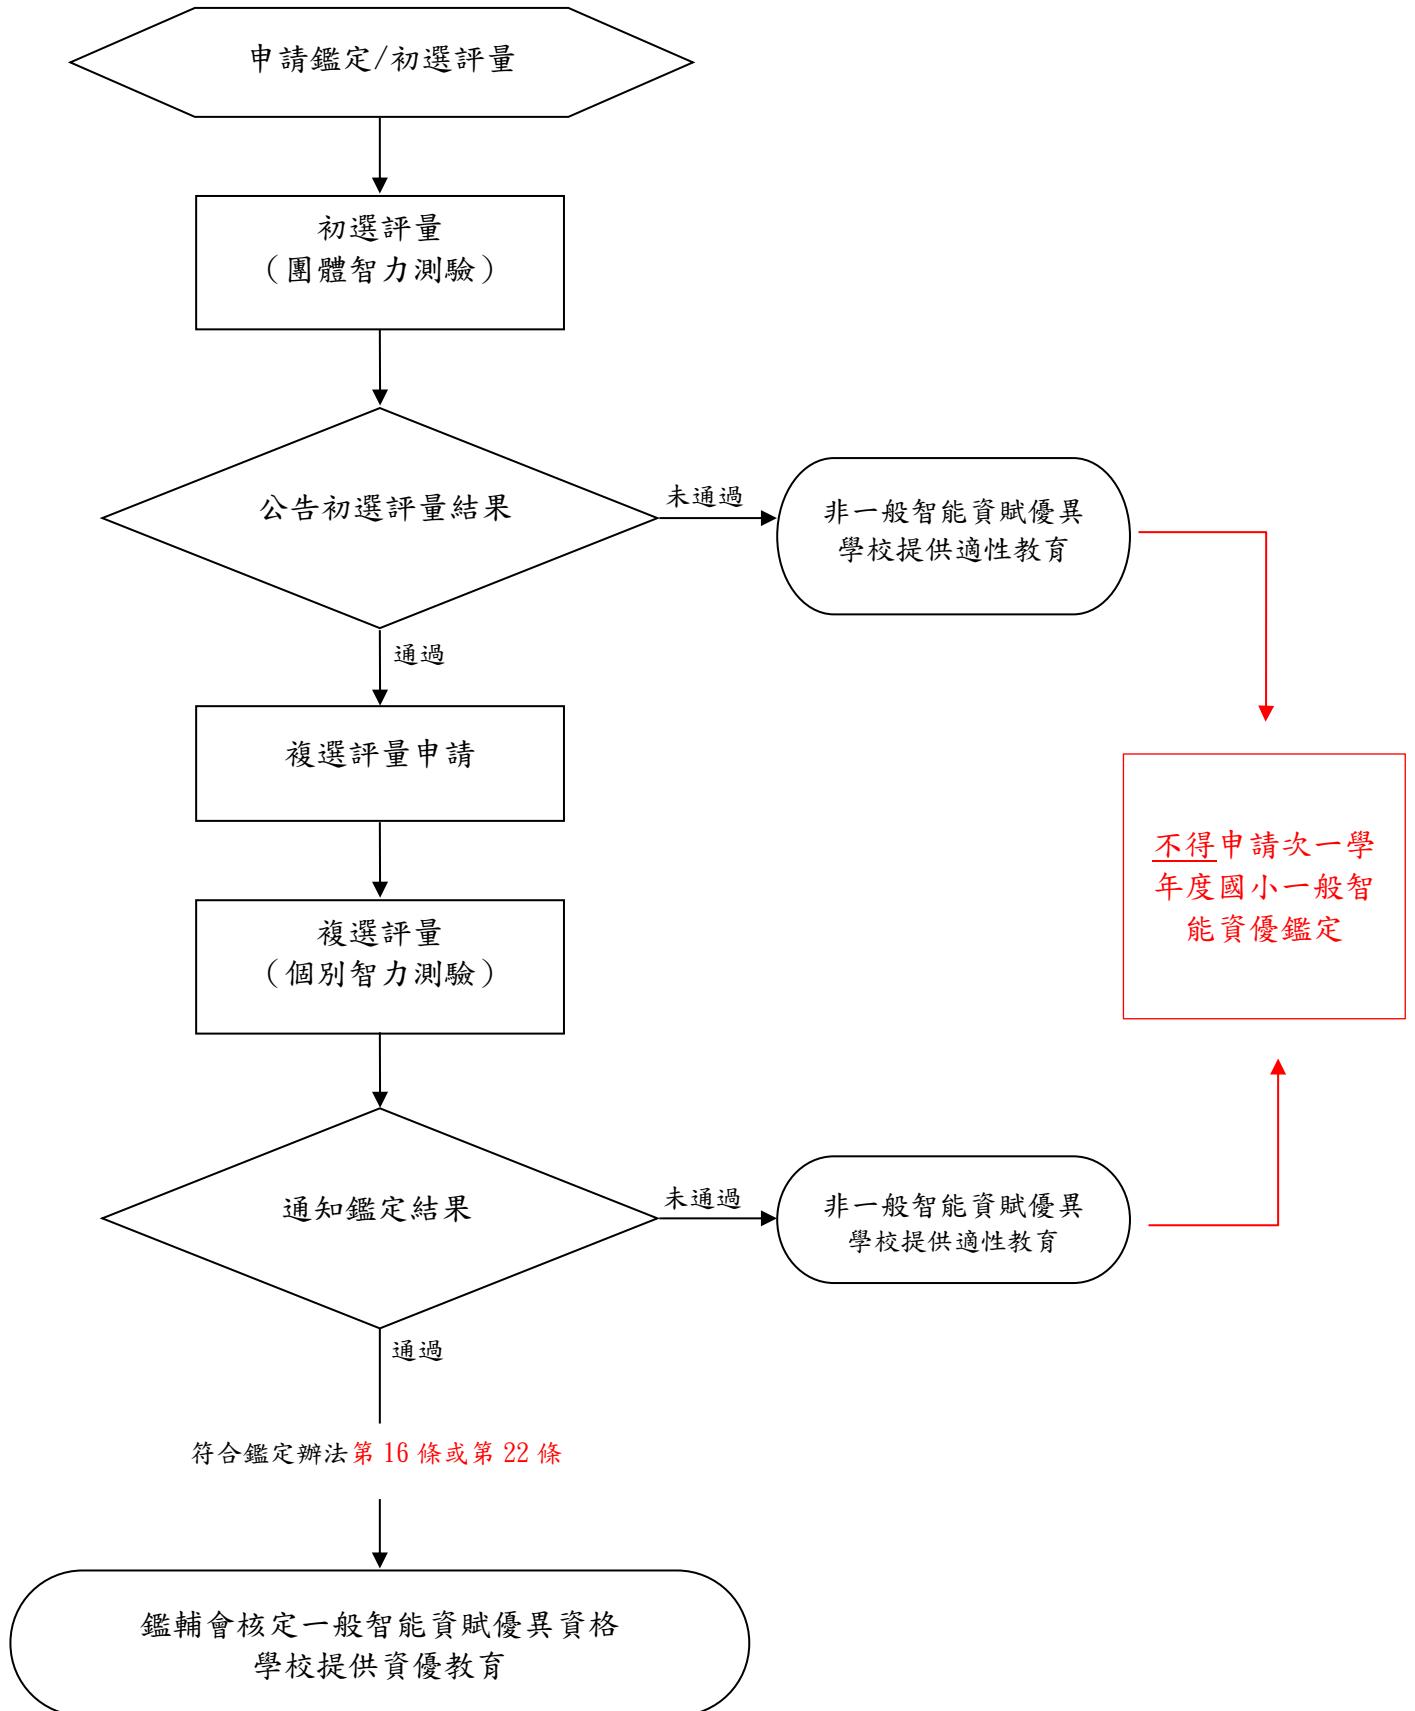 申請鑑定/初選評量
初選評量
（團體智力測驗）
公告初選評量結果
未通過
非一般智能資賦優異
學校提供適性教育
通過
複選評量申請
不得申請次一學
年度國小一般智
能資優鑑定
複選評量
（個別智力測驗）
通知鑑定結果
未通過
非一般智能資賦優異
學校提供適性教育
通過
符合鑑定辦法第 16 條或第 22 條
鑑輔會核定一般智能資賦優異資格
學校提供資優教育